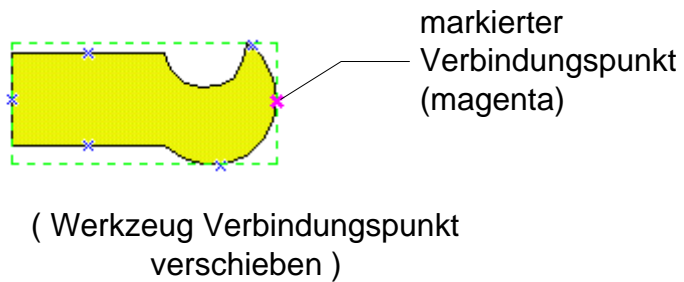 markierter
Verbindungspunkt
(magenta)
( Werkzeug Verbindungspunkt
verschieben )